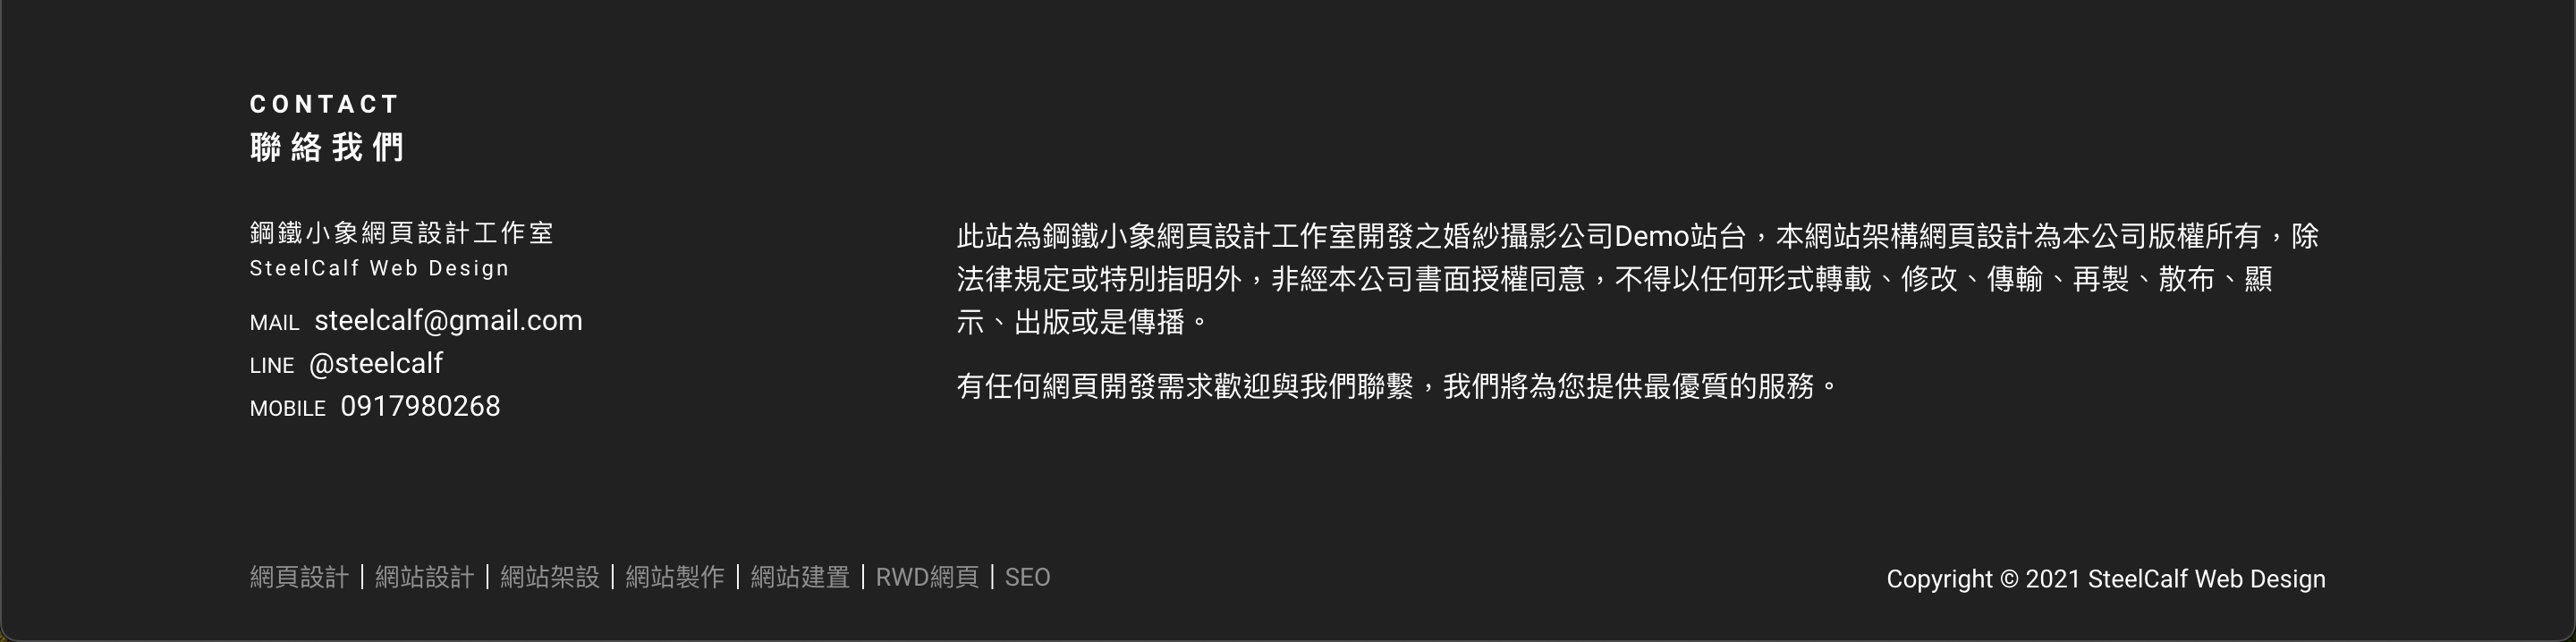 CONTACT
聯絡我們
鋼鐵小象網頁設計工作室
SteelCalf Web Design
MAIL steelcalf@gmail.com
LINE @steelcalf
MOBILE 0917980268
此站為鋼鐵小象網頁設計工作室開發之婚紗攝影公司Demo站台，本網站架構網頁設計為本公司版權所有，除
法律規定或特別指明外，非經本公司書面授權同意，不得以任何形式轉載、修改、傳輸、再製、散布、顯
示、出版或是傳播。
有任何網頁開發需求歡迎與我們聯繫，我們將為您提供最優質的服務。
網頁設計 | 網站設計 | 網站架設 | 網站製作 | 網站建置 | RWD網頁 | SEO
Copyright © 2021 SteelCalf Web Design